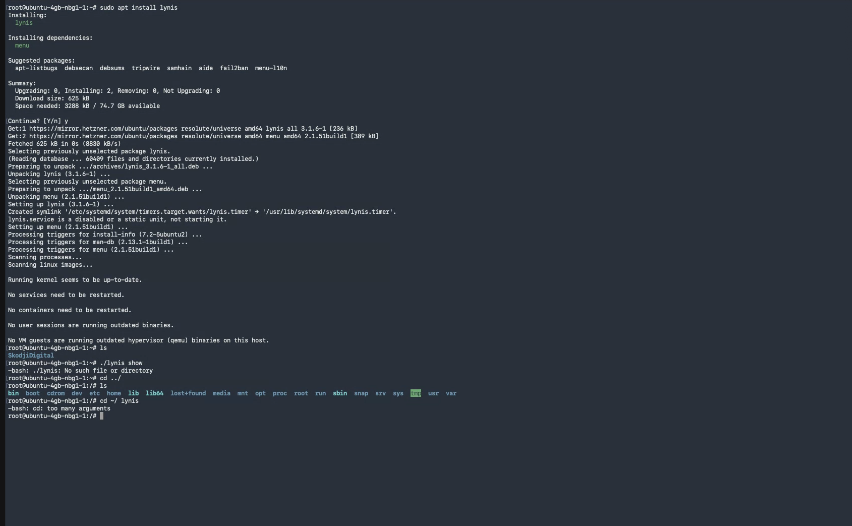 root@ubuntu-4gb-nbg1-1:~# sudo apt install lynis
Installing:
  lynis

Installing dependencies:
  menu

Suggested packages:
  apt-listbugs  debsecan  debsums  tripwire  samhain  aide  fail2ban  menu-l10n

Summary:
  Upgrading: 0, Installing: 2, Removing: 0, Not Upgrading: 0
  Download size: 625 kB
  Space needed: 3288 kB / 74.7 GB available

Continue? [Y/n] y
Get:1 https://mirror.hetzner.com/ubuntu/packages resolute/universe amd64 lynis all 3.1.6-1 [236 kB]
Get:2 https://mirror.hetzner.com/ubuntu/packages resolute/universe amd64 menu amd64 2.1.51build1 [389 kB]
Fetched 625 kB in 0s (8830 kB/s)
Selecting previously unselected package lynis.
(Reading database ... 60409 files and directories currently installed.)
Preparing to unpack .../archives/lynis_3.1.6-1_all.deb ...
Unpacking lynis (3.1.6-1) ...
Selecting previously unselected package menu.
Preparing to unpack .../menu_2.1.51build1_amd64.deb ...
Unpacking menu (2.1.51build1) ...
Setting up lynis (3.1.6-1) ...
Created symlink '/etc/systemd/system/timers.target.wants/lynis.timer' → '/usr/lib/systemd/system/lynis.timer'.
lynis.service is a disabled or a static unit, not starting it.
Setting up menu (2.1.51build1) ...
Processing triggers for install-info (7.2-5ubuntu2) ...
Processing triggers for man-db (2.13.1-1build1) ...
Processing triggers for menu (2.1.51build1) ...
Scanning processes...
Scanning linux images...

Running kernel seems to be up-to-date.

No services need to be restarted.

No containers need to be restarted.

No user sessions are running outdated binaries.

No VM guests are running outdated hypervisor (qemu) binaries on this host.
root@ubuntu-4gb-nbg1-1:~# ls
SkodjiDigital
root@ubuntu-4gb-nbg1-1:~# ./lynis show
-bash: ./lynis: No such file or directory
root@ubuntu-4gb-nbg1-1:~# cd ../
root@ubuntu-4gb-nbg1-1:/# ls
bin  boot  cdrom  dev  etc  home  lib  lib64  lost+found  media  mnt  opt  proc  root  run  sbin  snap  srv  sys  tmp  usr  var
root@ubuntu-4gb-nbg1-1:/# cd ~/ lynis
-bash: cd: too many arguments
root@ubuntu-4gb-nbg1-1:/#